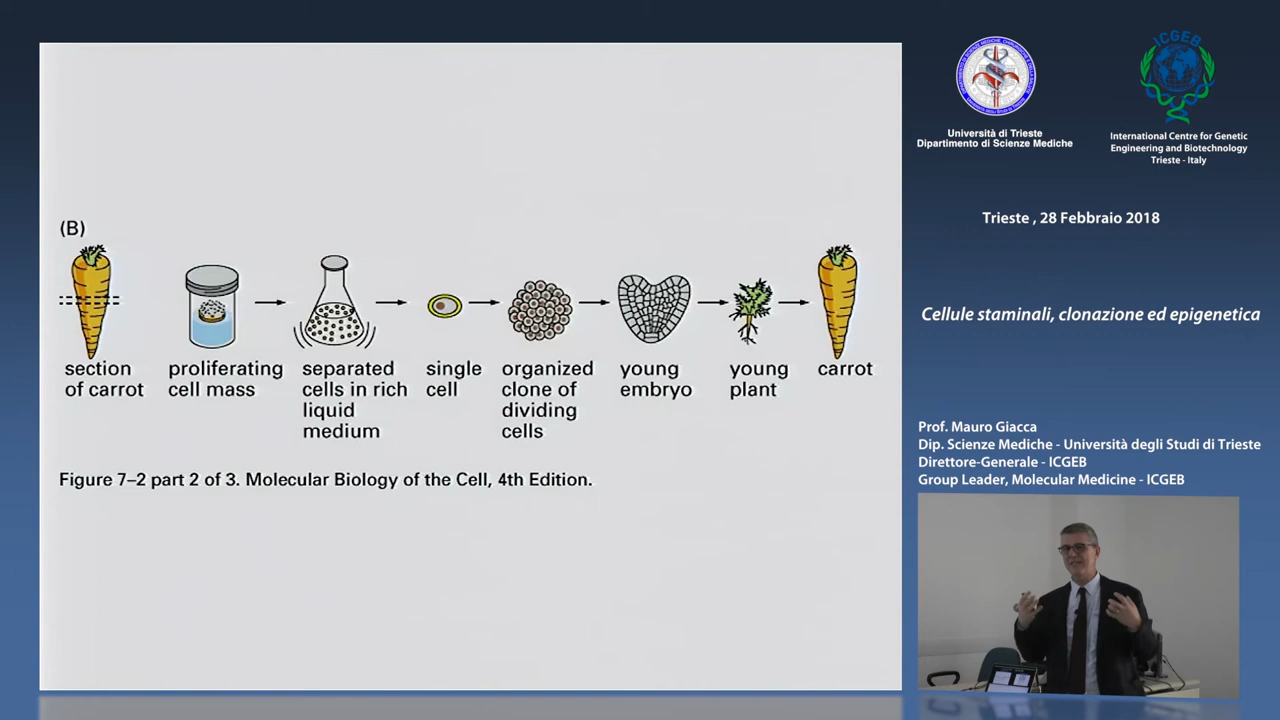 (B)
section
of carrot
proliferating
cell mass
separated
cells in rich
liquid
medium
single
cell
organized
clone of
dividing
cells
young
embryo
young
plant
carrot
Figure 7–2 part 2 of 3. Molecular Biology of the Cell, 4th Edition.
Università di Trieste
Dipartimento di Scienze Mediche
ICGEB
International Centre for Genetic
Engineering and Biotechnology
Trieste - Italy
Trieste , 28 Febbraio 2018
Cellule staminali, clonazione ed epigenetica
Prof. Mauro Giacca
Dip. Scienze Mediche - Università degli Studi di Trieste
Direttore-Generale - ICGEB
Group Leader, Molecular Medicine - ICGEB